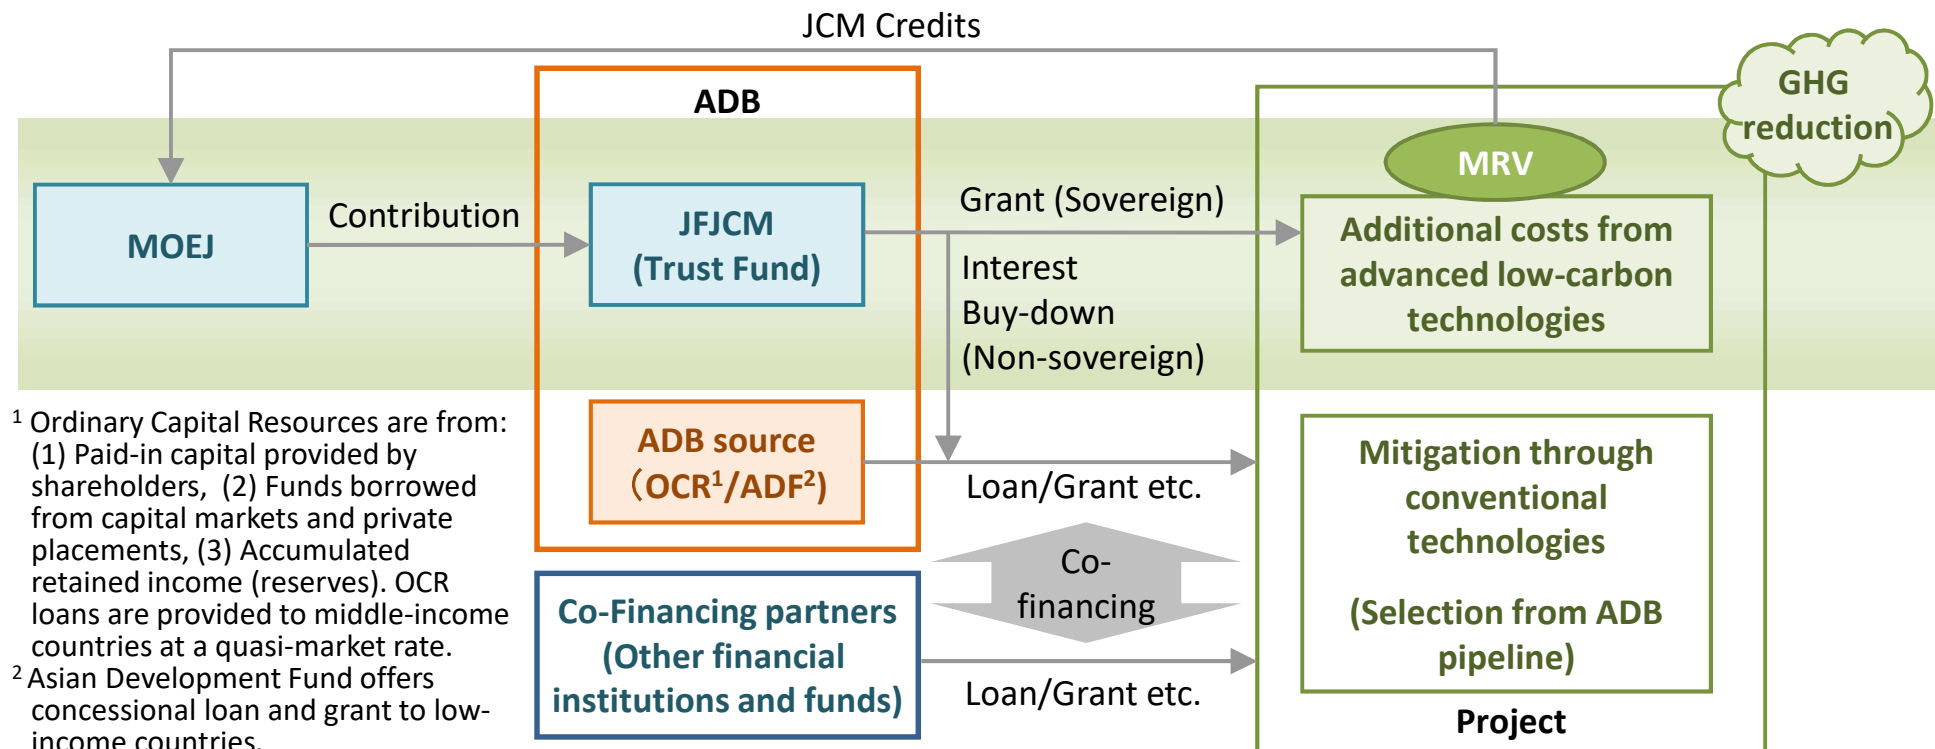 JCM Credits
ADB
GHG
reduction
MRV
MOEJ
Contribution
JFJCM
(Trust Fund)
Grant (Sovereign)
Interest
Buy-down
(Non-sovereign)
Additional costs from
advanced low-carbon
technologies
ADB source
（OCR¹/ADF²)
Loan/Grant etc.
Co-
financing
Mitigation through
conventional
technologies
(Selection from ADB
pipeline)
Co-Financing partners
(Other financial
institutions and funds)
Loan/Grant etc.
Project
¹ Ordinary Capital Resources are from:
(1) Paid-in capital provided by
shareholders, (2) Funds borrowed
from capital markets and private
placements, (3) Accumulated
retained income (reserves). OCR
loans are provided to middle-income
countries at a quasi-market rate.
² Asian Development Fund offers
concessional loan and grant to low-
income countries.